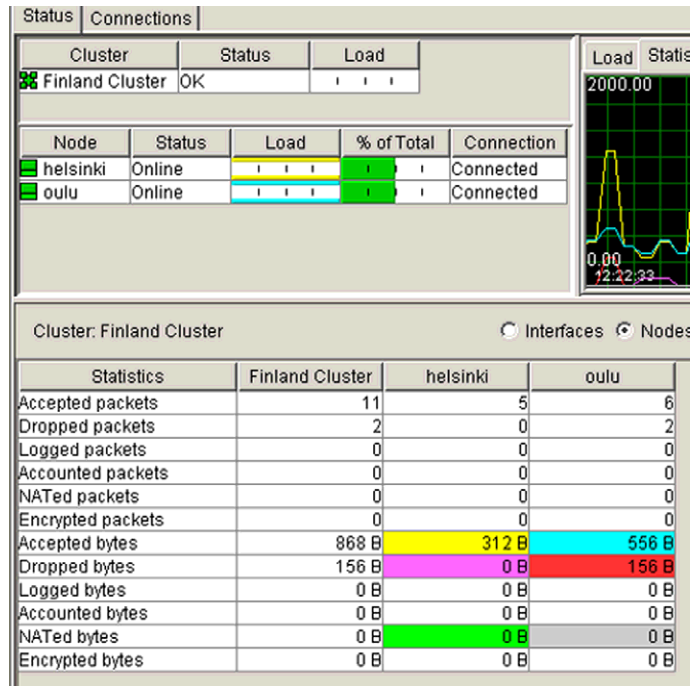 Status Connections
Cluster Status Load
Finland Cluster OK
Node Status Load % of Total Connection
helsinki Online Connected
oulu Online Connected
Load Statis
2000.00
0.00
12:22:33
Cluster: Finland Cluster Interfaces Nodes
Statistics Finland Cluster helsinki oulu
Accepted packets 11 5 6
Dropped packets 2 0 2
Logged packets 0 0 0
Accounted packets 0 0 0
NATed packets 0 0 0
Encrypted packets 0 0 0
Accepted bytes 868 B 312 B 556 B
Dropped bytes 156 B 0 B 156 B
Logged bytes 0 B 0 B 0 B
Accounted bytes 0 B 0 B 0 B
NATed bytes 0 B 0 B 0 B
Encrypted bytes 0 B 0 B 0 B